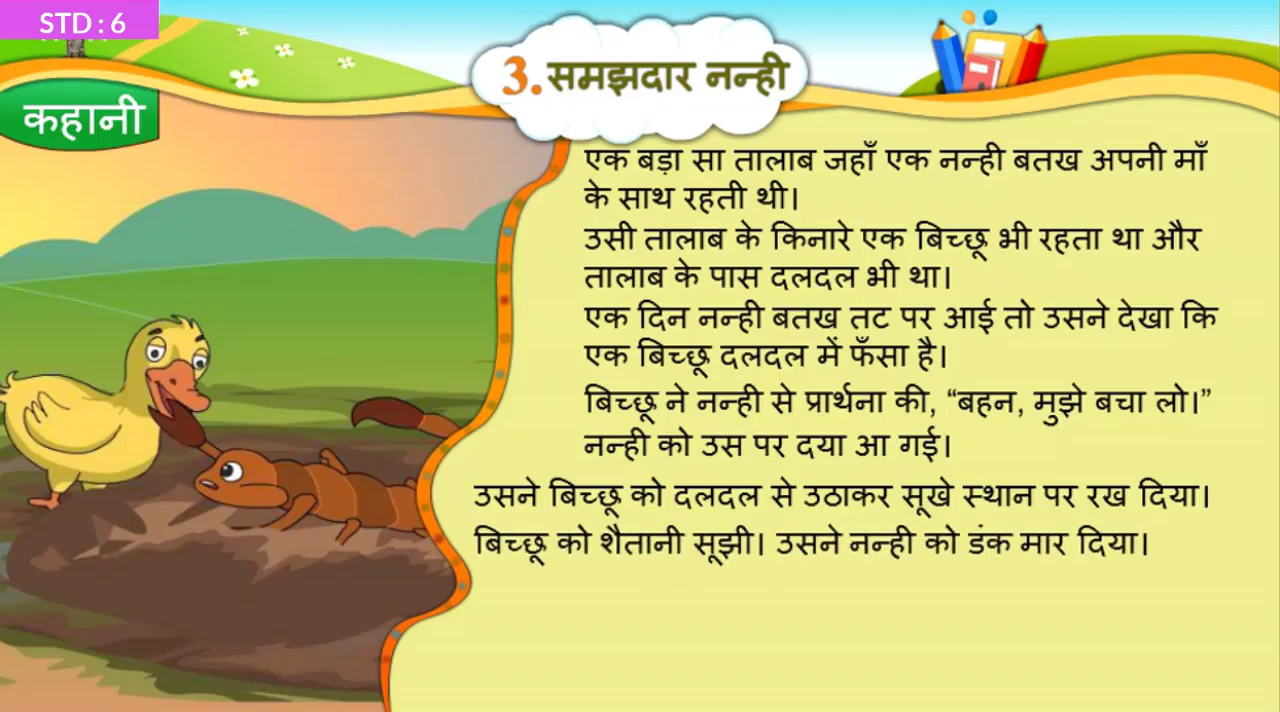 STD : 6
3. समझदार नन्ही
कहानी
एक बड़ा सा तालाब जहाँ एक नन्ही बतख अपनी माँ
के साथ रहती थी।
उसी तालाब के किनारे एक बिच्छू भी रहता था और
तालाब के पास दलदल भी था।
एक दिन नन्ही बतख तट पर आई तो उसने देखा कि
एक बिच्छू दलदल में फँसा है।
बिच्छू ने नन्ही से प्रार्थना की, “बहन, मुझे बचा लो।”
नन्ही को उस पर दया आ गई।
उसने बिच्छू को दलदल से उठाकर सूखे स्थान पर रख दिया।
बिच्छू को शैतानी सूझी। उसने नन्ही को डंक मार दिया।